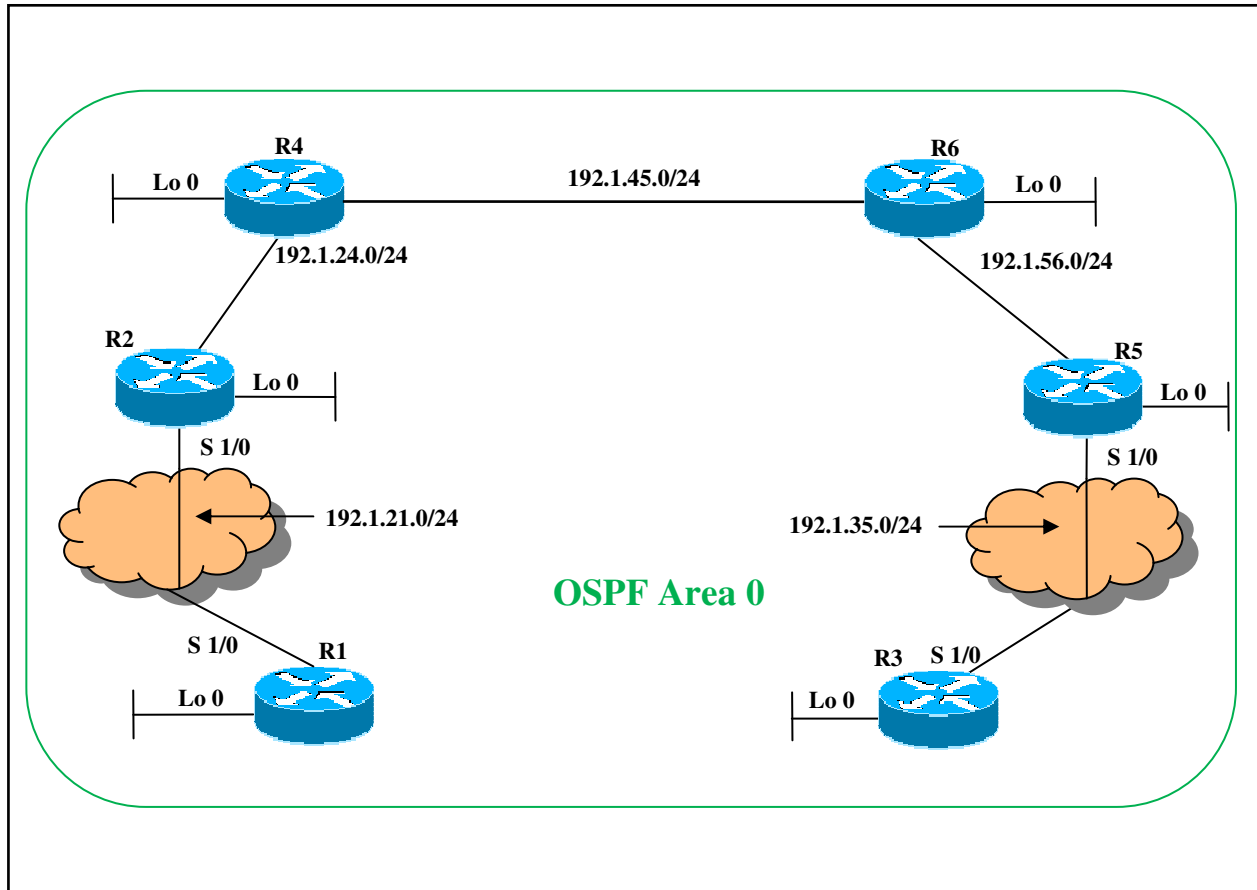 R4
R6
Lo 0
192.1.45.0/24
Lo 0
192.1.24.0/24
192.1.56.0/24
R2
R5
Lo 0
Lo 0
S 1/0
S 1/0
192.1.21.0/24
192.1.35.0/24
OSPF Area 0
S 1/0
R1
R3
S 1/0
Lo 0
Lo 0